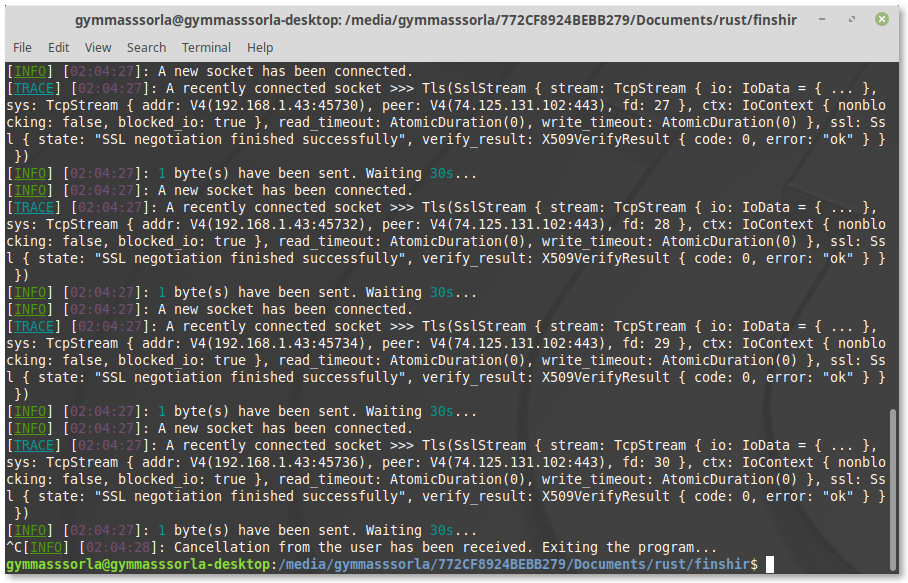 gymmasssorla@gymmasssorla-desktop: /media/gymmasssorla/772CF8924BEBB279/Documents/rust/finshir
File Edit View Search Terminal Help
[INFO] [02:04:27]: A new socket has been connected.
[TRACE] [02:04:27]: A recently connected socket >>> Tls(SslStream { stream: TcpStream { io: IoData = { ... },
sys: TcpStream { addr: V4(192.168.1.43:45730), peer: V4(74.125.131.102:443), fd: 27 }, ctx: IoContext { nonblo
cking: false, blocked_io: true }, read_timeout: AtomicDuration(0), write_timeout: AtomicDuration(0) }, ssl: Ss
l { state: "SSL negotiation finished successfully", verify_result: X509VerifyResult { code: 0, error: "ok" } }
})
[INFO] [02:04:27]: 1 byte(s) have been sent. Waiting 30s...
[INFO] [02:04:27]: A new socket has been connected.
[TRACE] [02:04:27]: A recently connected socket >>> Tls(SslStream { stream: TcpStream { io: IoData = { ... },
sys: TcpStream { addr: V4(192.168.1.43:45732), peer: V4(74.125.131.102:443), fd: 28 }, ctx: IoContext { nonblo
cking: false, blocked_io: true }, read_timeout: AtomicDuration(0), write_timeout: AtomicDuration(0) }, ssl: Ss
l { state: "SSL negotiation finished successfully", verify_result: X509VerifyResult { code: 0, error: "ok" } }
})
[INFO] [02:04:27]: 1 byte(s) have been sent. Waiting 30s...
[INFO] [02:04:27]: A new socket has been connected.
[TRACE] [02:04:27]: A recently connected socket >>> Tls(SslStream { stream: TcpStream { io: IoData = { ... },
sys: TcpStream { addr: V4(192.168.1.43:45734), peer: V4(74.125.131.102:443), fd: 29 }, ctx: IoContext { nonblo
cking: false, blocked_io: true }, read_timeout: AtomicDuration(0), write_timeout: AtomicDuration(0) }, ssl: Ss
l { state: "SSL negotiation finished successfully", verify_result: X509VerifyResult { code: 0, error: "ok" } }
})
[INFO] [02:04:27]: 1 byte(s) have been sent. Waiting 30s...
[INFO] [02:04:27]: A new socket has been connected.
[TRACE] [02:04:27]: A recently connected socket >>> Tls(SslStream { stream: TcpStream { io: IoData = { ... },
sys: TcpStream { addr: V4(192.168.1.43:45736), peer: V4(74.125.131.102:443), fd: 30 }, ctx: IoContext { nonblo
cking: false, blocked_io: true }, read_timeout: AtomicDuration(0), write_timeout: AtomicDuration(0) }, ssl: Ss
l { state: "SSL negotiation finished successfully", verify_result: X509VerifyResult { code: 0, error: "ok" } }
})
[INFO] [02:04:27]: 1 byte(s) have been sent. Waiting 30s...
^C[INFO] [02:04:28]: Cancellation from the user has been received. Exiting the program...
gymmasssorla@gymmasssorla-desktop:/media/gymmasssorla/772CF8924BEBB279/Documents/rust/finshir$